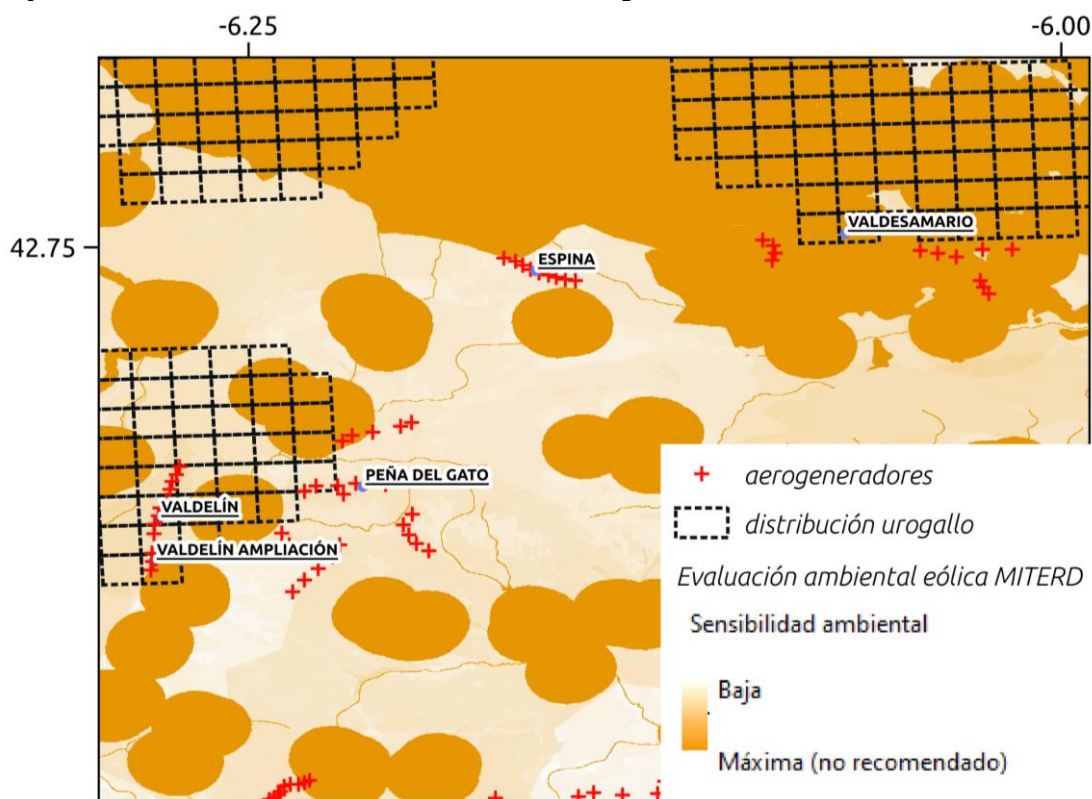 -6.25
-6.00
42.75
VALDESAMARIO
ESPINA
PEÑA DEL GATO
VALDELÍN
VALDELÍN AMPLIACIÓN
aerogeneradores
distribución urogallo
Evaluación ambiental eólica MITERD
Sensibilidad ambiental
Baja
Máxima (no recomendado)